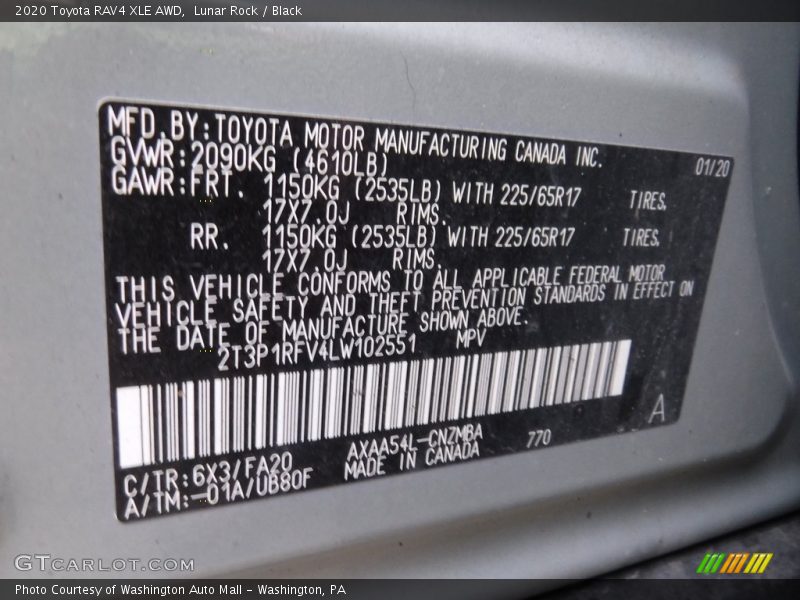 2020 Toyota RAV4 XLE AWD,  Lunar Rock / Black
MFD.BY:TOYOTA MOTOR MANUFACTURING CANADA INC.
GVWR:2090KG (4610LB) 01/20
GAWR:FRT. 1150KG (2535LB) WITH 225/65R17 TIRES,
17X7.0J RIMS.
RR. 1150KG (2535LB) WITH 225/65R17 TIRES,
17X7.0J RIMS.
THIS VEHICLE CONFORMS TO ALL APPLICABLE FEDERAL MOTOR
VEHICLE SAFETY AND THEFT PREVENTION STANDARDS IN EFFECT ON
THE DATE OF MANUFACTURE SHOWN ABOVE.
2T3P1RFV4LW102551 MPV
A
C/TR:6X3/FA20 AXAA54L-CNZMBA 770
A/TM:-01A/UB80F MADE IN CANADA
GTCARLOT.COM
Photo Courtesy of Washington Auto Mall - Washington, PA